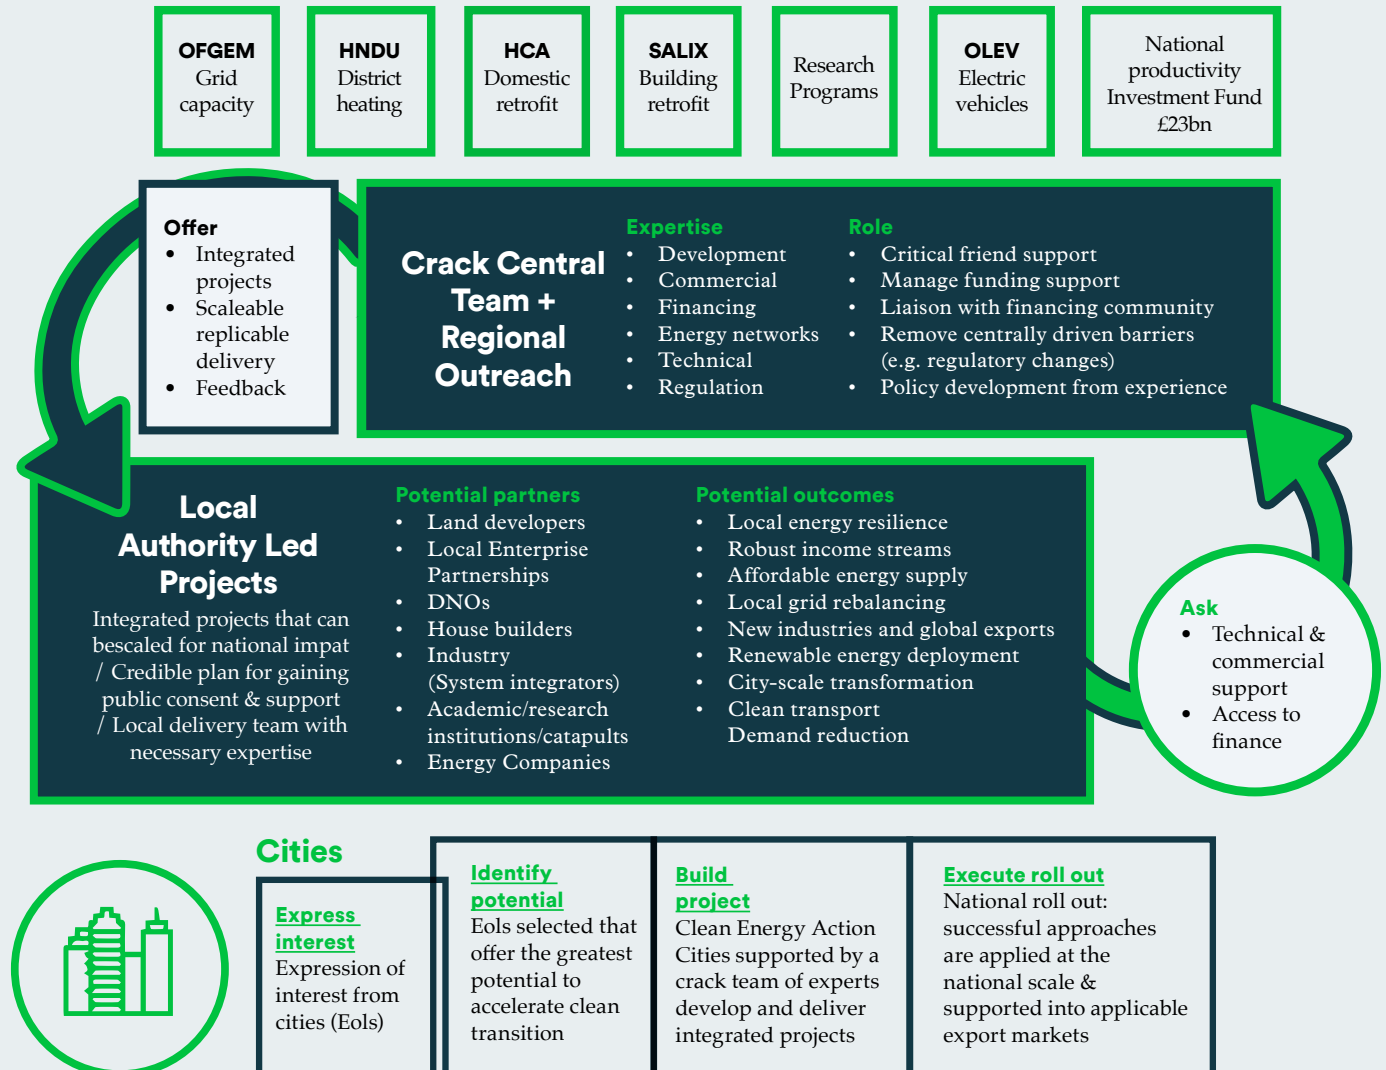 OFGEM
Grid
capacity
HNDU
District
heating
HCA
Domestic
retrofit
SALIX
Building
retrofit
Research
Programs
OLEV
Electric
vehicles
National
productivity
Investment Fund
£23bn
Offer
• Integrated
projects
• Scaleable
replicable
delivery
• Feedback
Crack Central
Team +
Regional
Outreach
Expertise
• Development
• Commercial
• Financing
• Energy networks
• Technical
• Regulation
Role
• Critical friend support
• Manage funding support
• Liaison with financing community
• Remove centrally driven barriers
(e.g. regulatory changes)
• Policy development from experience
Local
Authority Led
Projects
Integrated projects that can
bescaled for national impat
/ Credible plan for gaining
public consent & support
/ Local delivery team with
necessary expertise
Potential partners
• Land developers
• Local Enterprise
Partnerships
• DNOs
• House builders
• Industry
(System integrators)
• Academic/research
institutions/catapults
• Energy Companies
Potential outcomes
• Local energy resilience
• Robust income streams
• Affordable energy supply
• Local grid rebalancing
• New industries and global exports
• Renewable energy deployment
• City-scale transformation
• Clean transport
Demand reduction
Ask
• Technical &
commercial
support
• Access to
finance
Cities
Express
interest
Expression of
interest from
cities (EoIs)
Identify
potential
EoIs selected that
offer the greatest
potential to
accelerate clean
transition
Build
project
Clean Energy Action
Cities supported by a
crack team of experts
develop and deliver
integrated projects
Execute roll out
National roll out:
successful approaches
are applied at the
national scale &
supported into applicable
export markets